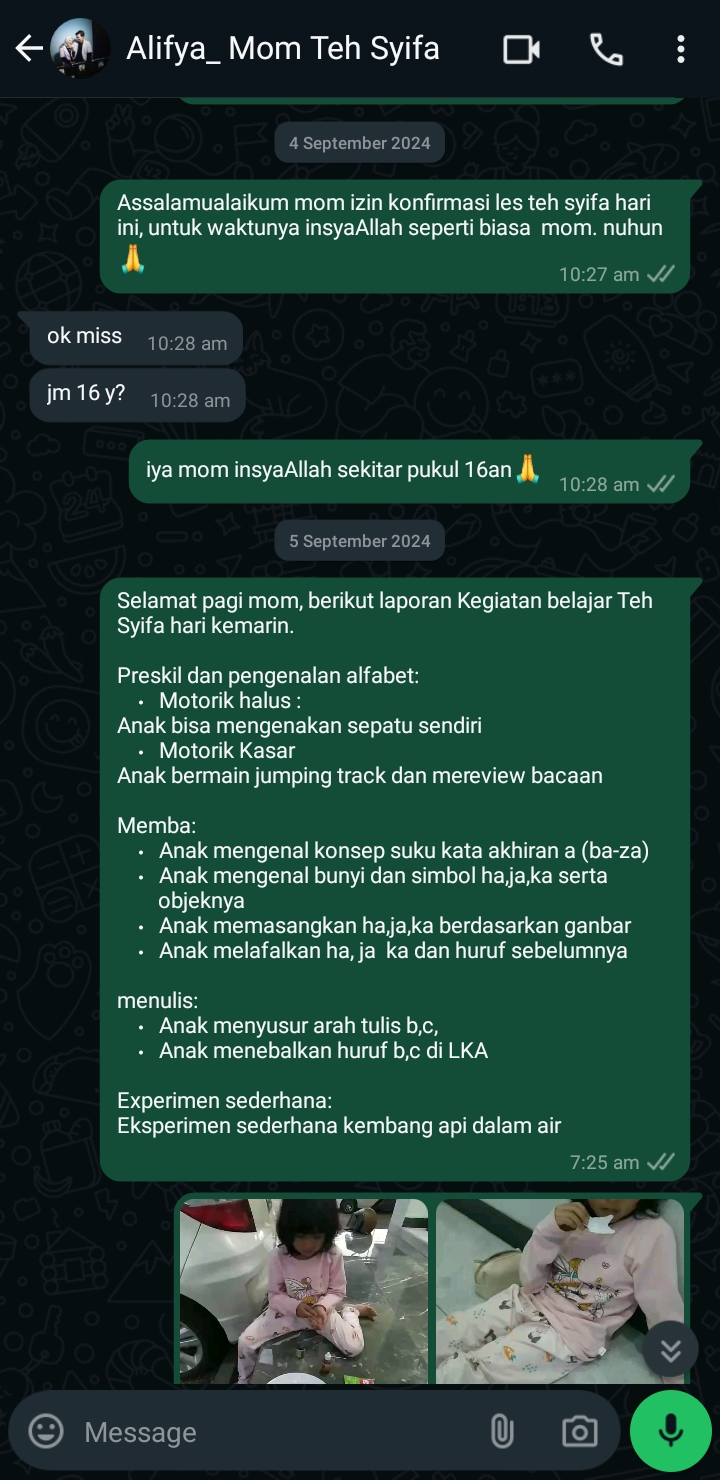 Alifya_ Mom Teh Syifa
4 September 2024
Assalamualaikum mom izin konfirmasi les teh syifa hari
ini, untuk waktunya insyaAllah seperti biasa  mom. nuhun
🙏
10:27 am
ok miss
10:28 am
jm 16 y?
10:28 am
iya mom insyaAllah sekitar pukul 16an🙏
10:28 am
5 September 2024
Selamat pagi mom, berikut laporan Kegiatan belajar Teh
Syifa hari kemarin.
Preskil dan pengenalan alfabet:
• Motorik halus :
Anak bisa mengenakan sepatu sendiri
• Motorik Kasar
Anak bermain jumping track dan mereview bacaan
Memba:
• Anak mengenal konsep suku kata akhiran a (ba-za)
• Anak mengenal bunyi dan simbol ha,ja,ka serta
objeknya
• Anak memasangkan ha,ja,ka berdasarkan ganbar
• Anak melafalkan ha, ja  ka dan huruf sebelumnya
menulis:
• Anak menyusur arah tulis b,c,
• Anak menebalkan huruf b,c di LKA
Experimen sederhana:
Eksperimen sederhana kembang api dalam air
7:25 am
Message